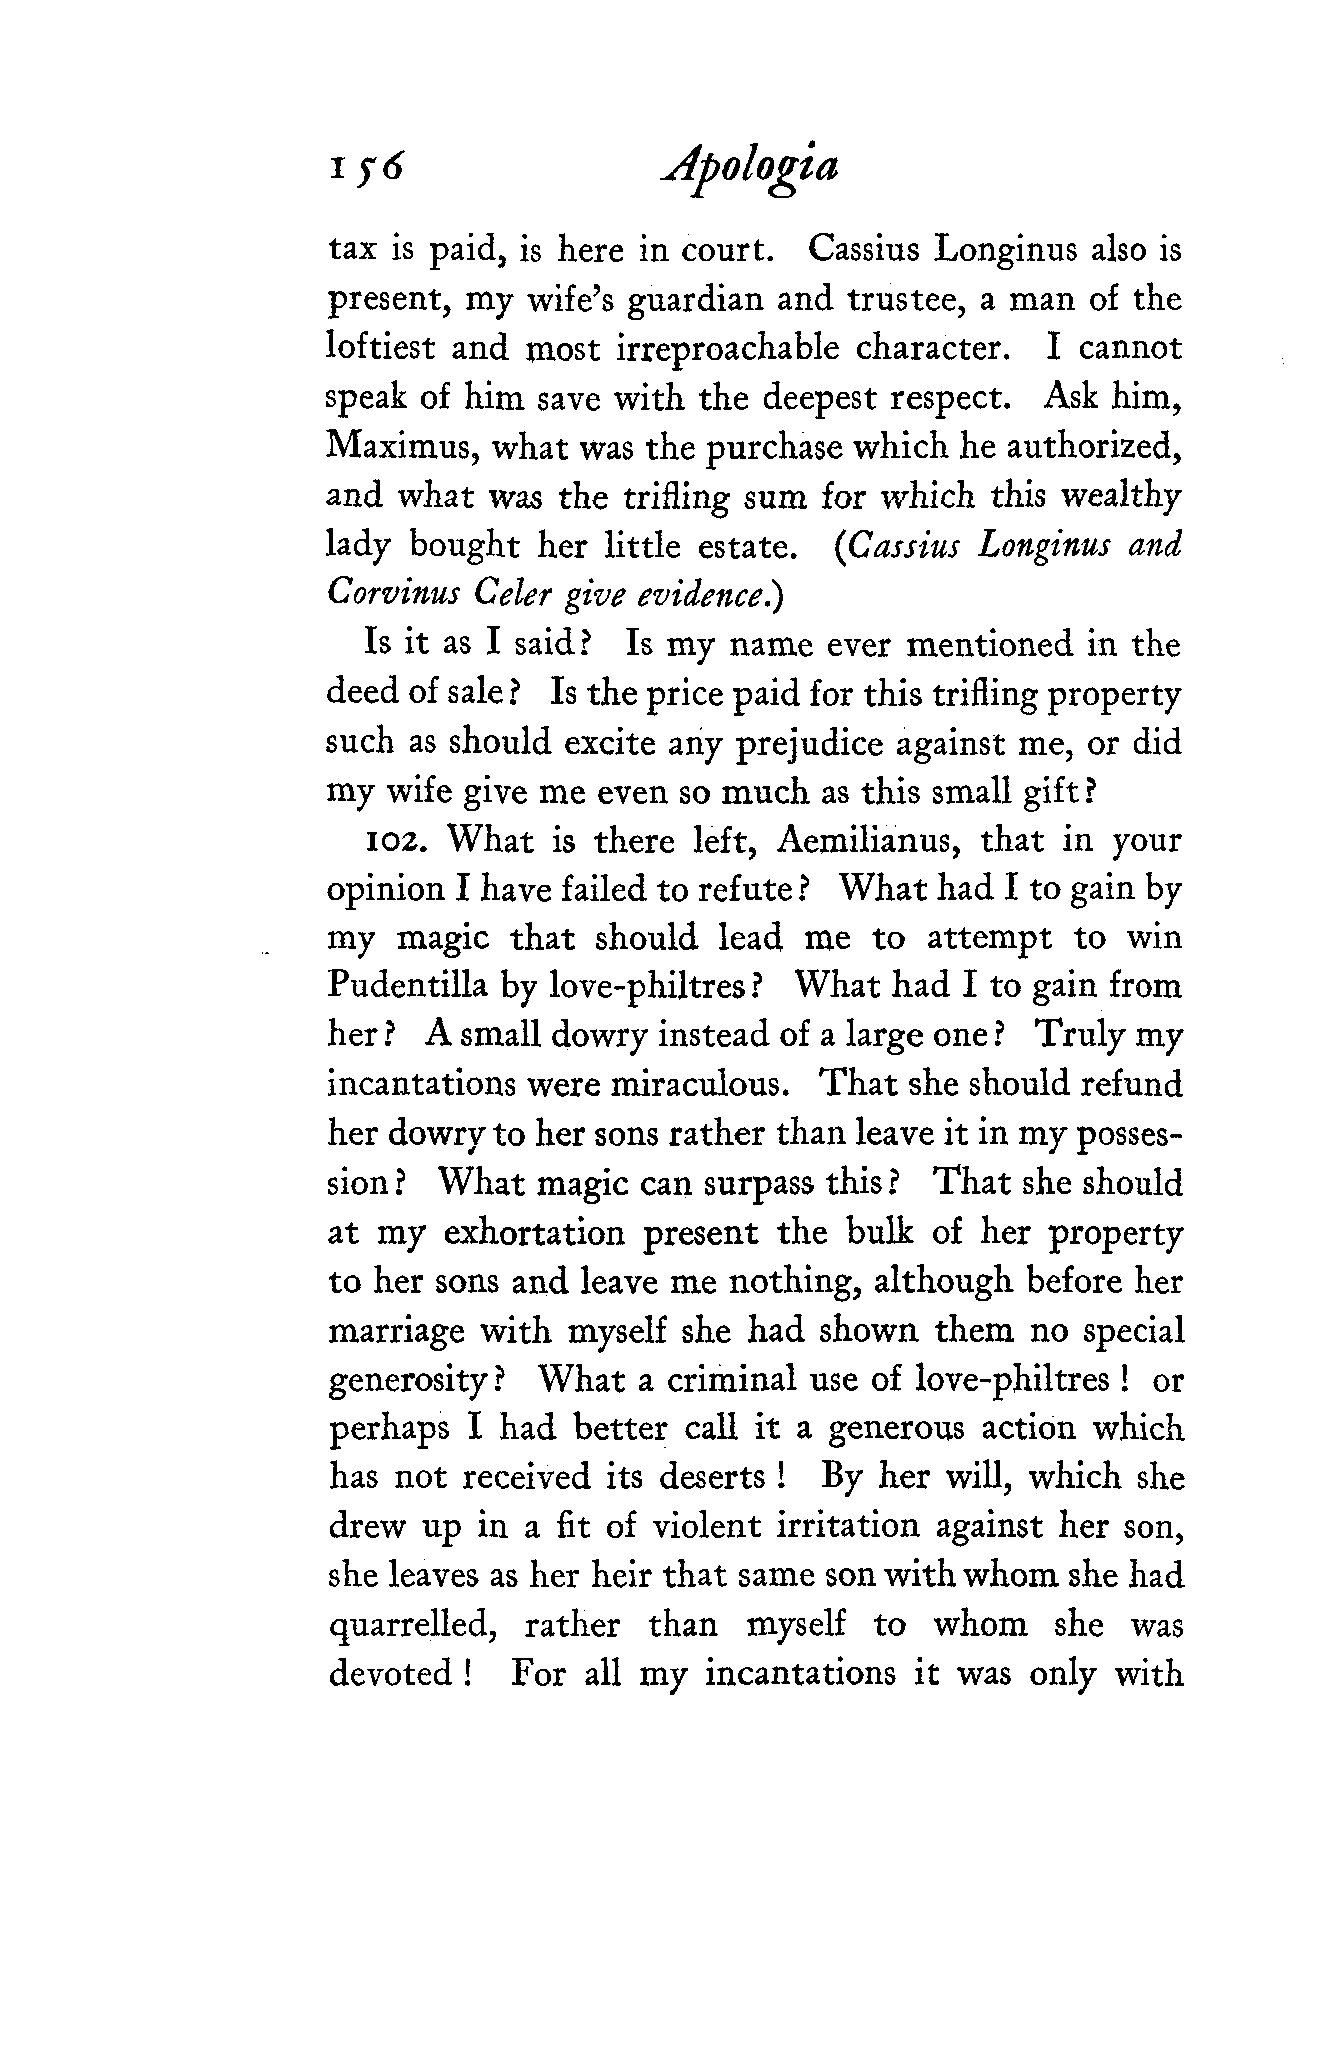 156 Apologia
tax is paid, is here in court. Cassius Longinus also is
present, my wife's guardian and trustee, a man of the
loftiest and most irreproachable character. I cannot
speak of him save with the deepest respect. Ask him,
Maximus, what was the purchase which he authorized,
and what was the trifling sum for which this wealthy
lady bought her little estate. (Cassius Longinus and
Corvinus Celer give evidence.)
Is it as I said? Is my name ever mentioned in the
deed of sale? Is the price paid for this trifling property
such as should excite any prejudice against me, or did
my wife give me even so much as this small gift?
102. What is there left, Aemilianus, that in your
opinion I have failed to refute? What had I to gain by
my magic that should lead me to attempt to win
Pudentilla by love-philtres? What had I to gain from
her? A small dowry instead of a large one? Truly my
incantations were miraculous. That she should refund
her dowry to her sons rather than leave it in my posses-
sion? What magic can surpass this? That she should
at my exhortation present the bulk of her property
to her sons and leave me nothing, although before her
marriage with myself she had shown them no special
generosity? What a criminal use of love-philtres! or
perhaps I had better call it a generous action which
has not received its deserts! By her will, which she
drew up in a fit of violent irritation against her son,
she leaves as her heir that same son with whom she had
quarrelled, rather than myself to whom she was
devoted! For all my incantations it was only with